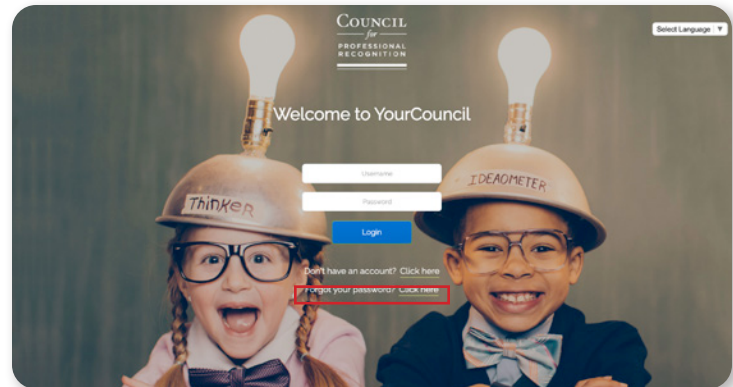 COUNCIL
for
PROFESSIONAL
RECOGNITION
Select Language ▼
Welcome to YourCouncil
Username
Password
Login
Don't have an account? Click here
Forgot your password? Click here
THINKER
IDEAOMETER